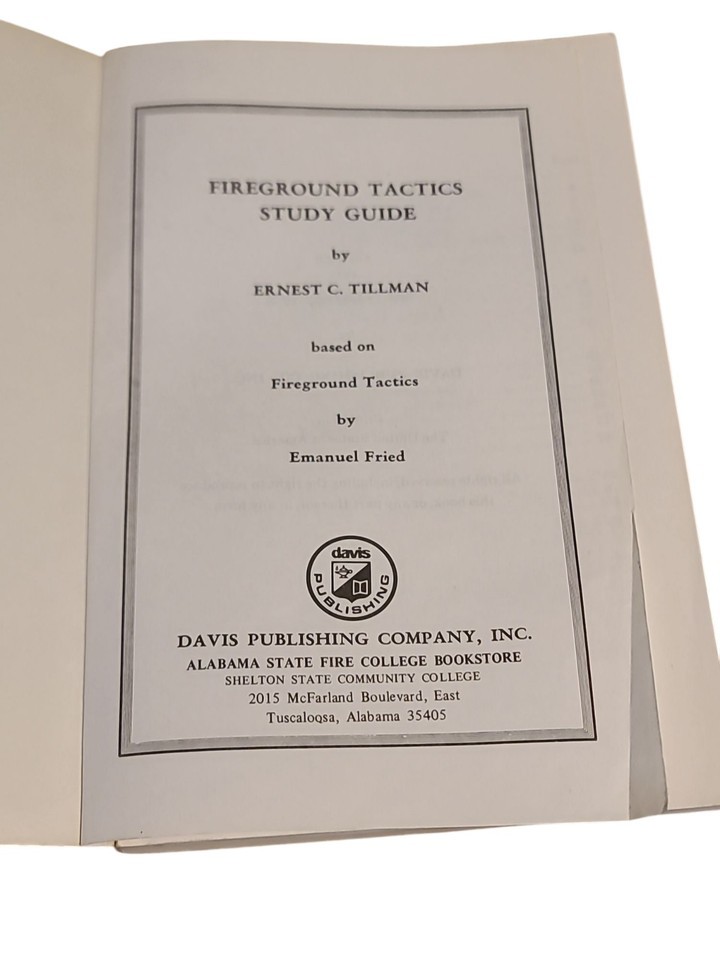 FIREGROUND TACTICS
STUDY GUIDE
by
ERNEST C. TILLMAN
based on
Fireground Tactics
by
Emanuel Fried
davis
PUBLISHING
DAVIS PUBLISHING COMPANY, INC.
ALABAMA STATE FIRE COLLEGE BOOKSTORE
SHELTON STATE COMMUNITY COLLEGE
2015 McFarland Boulevard, East
Tuscaloosa, Alabama 35405